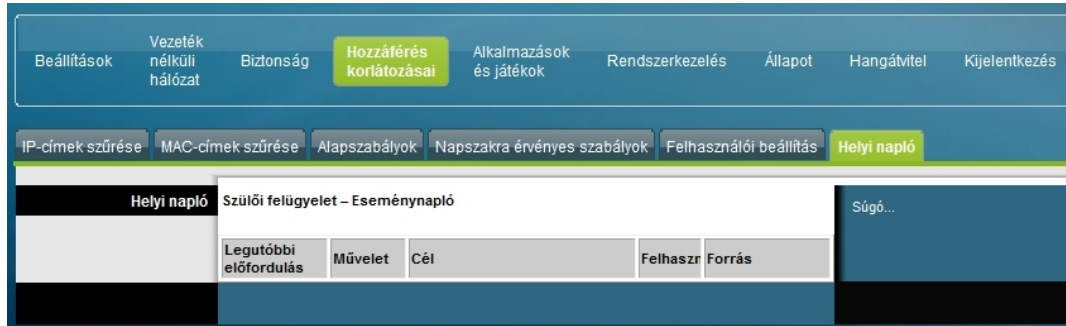 Beállítások
Vezeték
nélküli
hálózat
Biztonság
Hozzáférés
korlátozásai
Alkalmazások
és játékok
Rendszerkezelés
Állapot
Hangátvitel
Kijelentkezés
IP-címek szűrése
MAC-címek szűrése
Alapszabályok
Napszakra érvényes szabályok
Felhasználói beállítás
Helyi napló
Helyi napló
Szülői felügyelet – Eseménynapló
Súgó...
Legutóbbi
előfordulás
Művelet
Cél
Felhaszn
Forrás